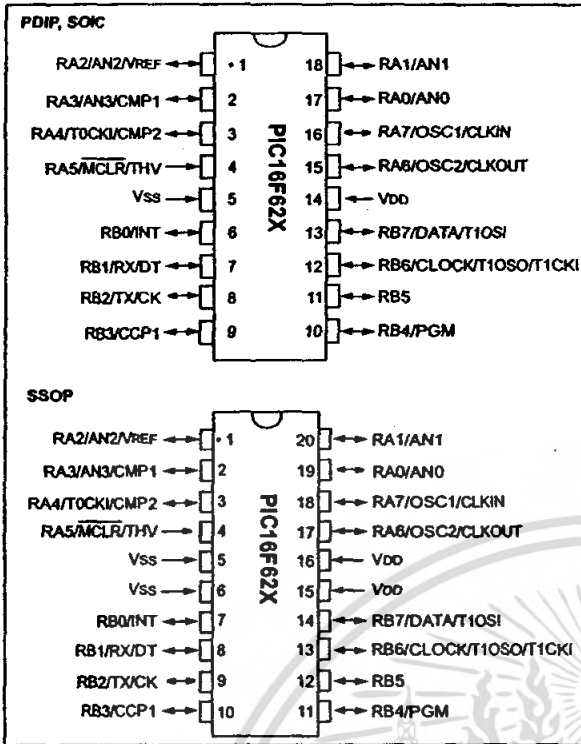 PDIP, SOIC
RA2/AN2/VREF 1 18 RA1/AN1
RA3/AN3/CMP1 2 17 RA0/AN0
RA4/T0CKI/CMP2 3 16 RA7/OSC1/CLKIN
RA5/MCLR/THV 4 15 RA6/OSC2/CLKOUT
VSS 5 14 VDD
RB0/INT 6 13 RB7/DATA/T1OSI
RB1/RX/DT 7 12 RB6/CLOCK/T1OSO/T1CKI
RB2/TX/CK 8 11 RB5
RB3/CCP1 9 10 RB4/PGM
PIC16F62X
SSOP
RA2/AN2/VREF 1 20 RA1/AN1
RA3/AN3/CMP1 2 19 RA0/AN0
RA4/T0CKI/CMP2 3 18 RA7/OSC1/CLKIN
RA5/MCLR/THV 4 17 RA6/OSC2/CLKOUT
VSS 5 16 VDD
VSS 6 15 VDD
RB0/INT 7 14 RB7/DATA/T1OSI
RB1/RX/DT 8 13 RB6/CLOCK/T1OSO/T1CKI
RB2/TX/CK 9 12 RB5
RB3/CCP1 10 11 RB4/PGM
PIC16F62X